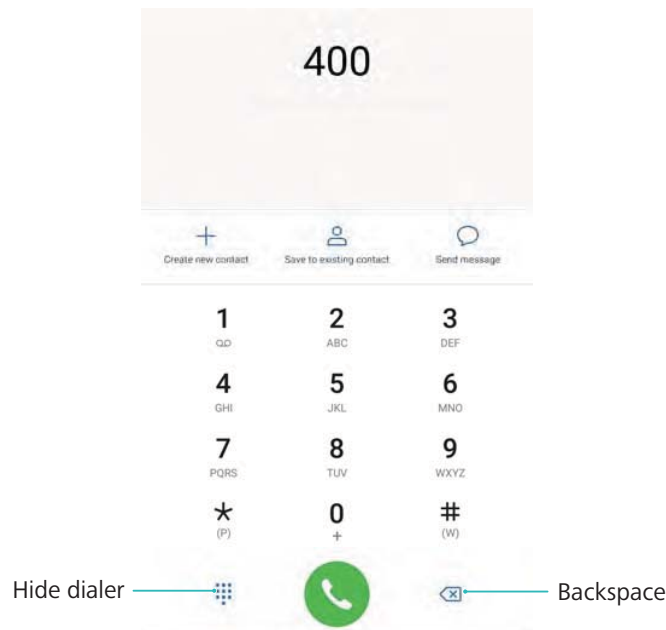 400
Create new contact Save to existing contact Send message
1 2 3
ABC DEF
4 5 6
GHI JKL MNO
7 8 9
PQRS TUV WXYZ
* 0 #
(P) + (W)
Hide dialer Backspace